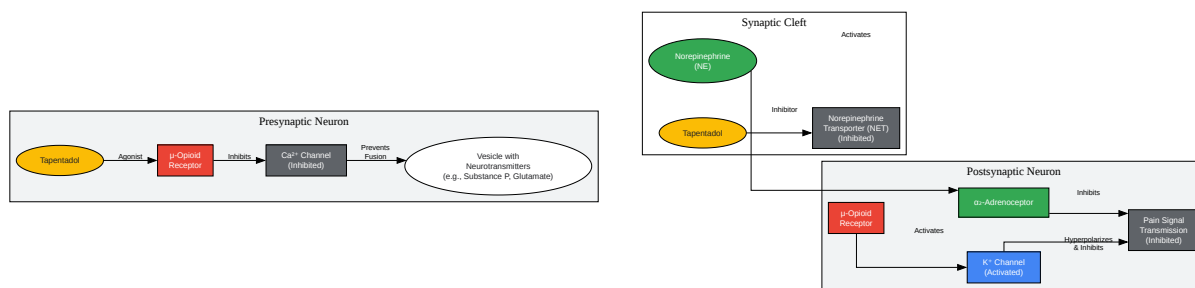 Presynaptic Neuron
Tapentadol
Agonist
μ-Opioid
Receptor
Inhibits
Ca²⁺ Channel
(Inhibited)
Prevents
Fusion
Vesicle with
Neurotransmitters
(e.g., Substance P, Glutamate)
Synaptic Cleft
Activates
Norepinephrine
(NE)
Tapentadol
Inhibitor
Norepinephrine
Transporter (NET)
(Inhibited)
Postsynaptic Neuron
μ-Opioid
Receptor
Activates
α₂-Adrenoceptor
Inhibits
K⁺ Channel
(Activated)
Hyperpolarizes
& Inhibits
Pain Signal
Transmission
(Inhibited)